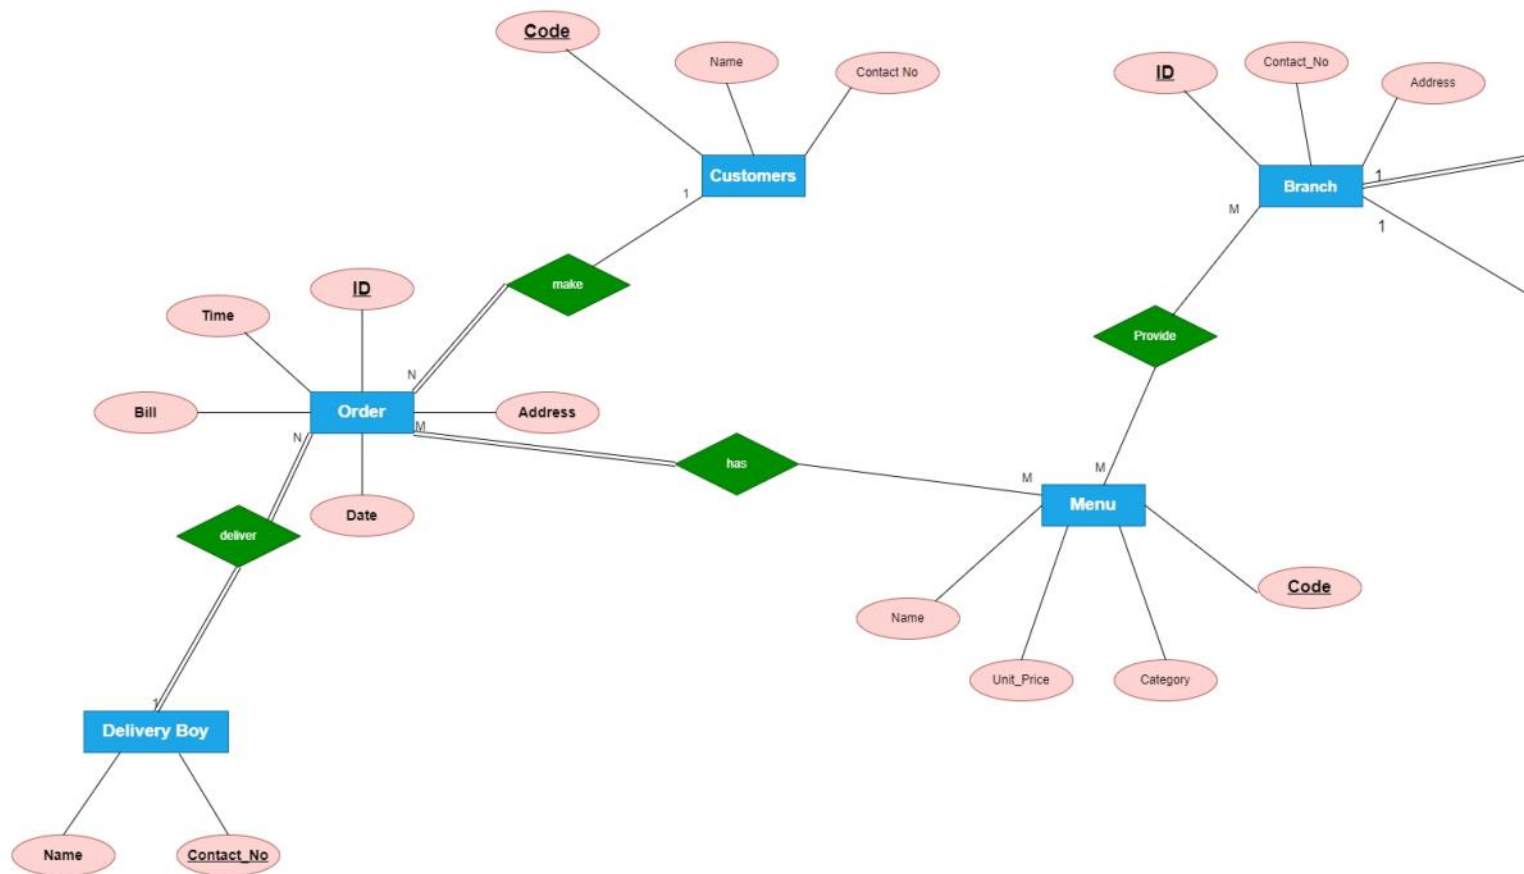 Code
Name
Contact No
Customers
1
make
ID
Contact_No
Address
Branch
1
1
M
Provide
M
ID
Time
Bill
Order
Address
Date
N
M
N
has
M
Menu
Name
Unit_Price
Category
Code
deliver
1
Delivery Boy
Name
Contact_No